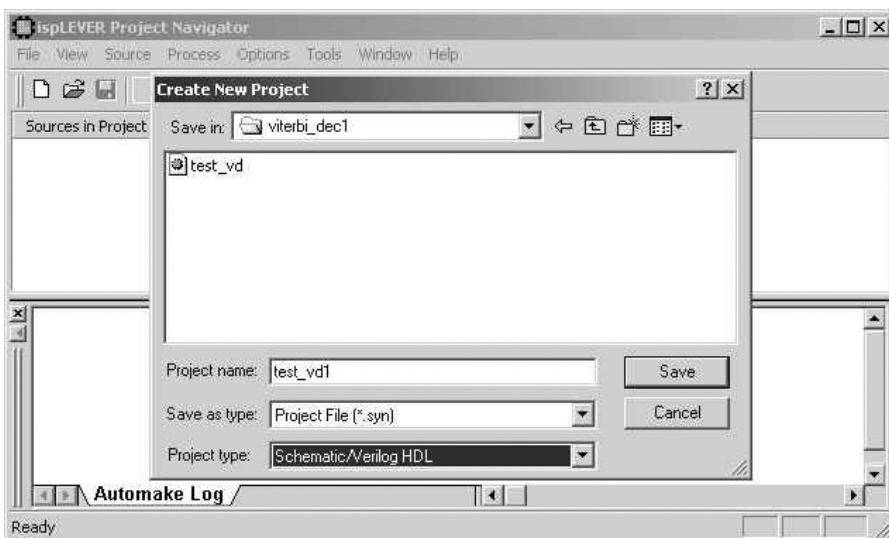 ispLEVER Project Navigator
File View Source Process Options Tools Window Help
Create New Project
Sources in Project
Save in: viterbi_dec1
test_vd
Project name: test_vd1
Save
Save as type: Project File (*.syn)
Cancel
Project type: Schematic/Verilog HDL
Automake Log
Ready